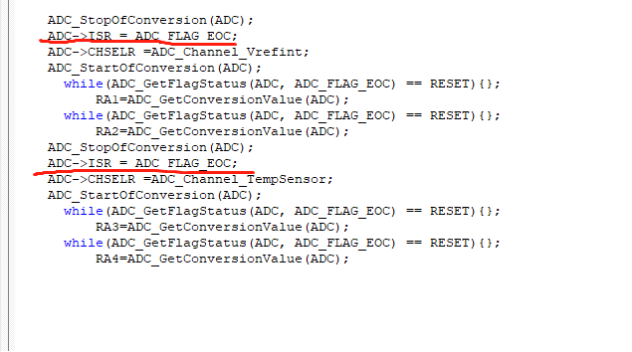 ADC_StopOfConversion(ADC);
ADC->ISR = ADC_FLAG_EOC;
ADC->CHSELR =ADC_Channel_Vrefint;
ADC_StartOfConversion(ADC);
while(ADC_GetFlagStatus(ADC, ADC_FLAG_EOC) == RESET){};
RA1=ADC_GetConversionValue(ADC);
while(ADC_GetFlagStatus(ADC, ADC_FLAG_EOC) == RESET){};
RA2=ADC_GetConversionValue(ADC);
ADC_StopOfConversion(ADC);
ADC->ISR = ADC_FLAG_EOC;
ADC->CHSELR =ADC_Channel_TempSensor;
ADC_StartOfConversion(ADC);
while(ADC_GetFlagStatus(ADC, ADC_FLAG_EOC) == RESET){};
RA3=ADC_GetConversionValue(ADC);
while(ADC_GetFlagStatus(ADC, ADC_FLAG_EOC) == RESET){};
RA4=ADC_GetConversionValue(ADC);